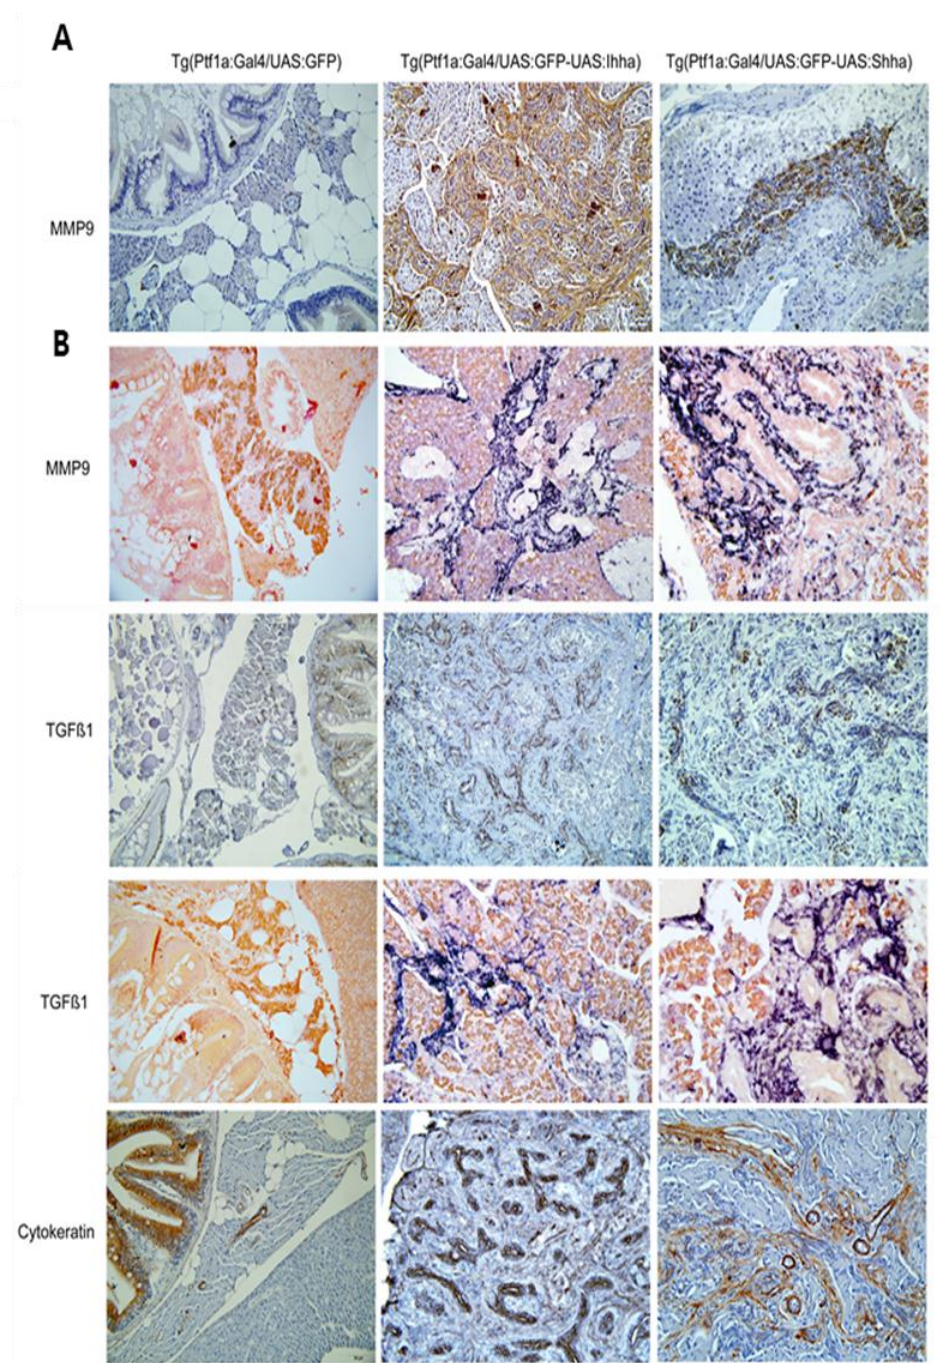 A
Tg(Ptf1a:Gal4/UAS:GFP) Tg(Ptf1a:Gal4/UAS:GFP-UAS:Ihha) Tg(Ptf1a:Gal4/UAS:GFP-UAS:Shha)
MMP9
B
MMP9
TGFß1
TGFß1
Cytokeratin